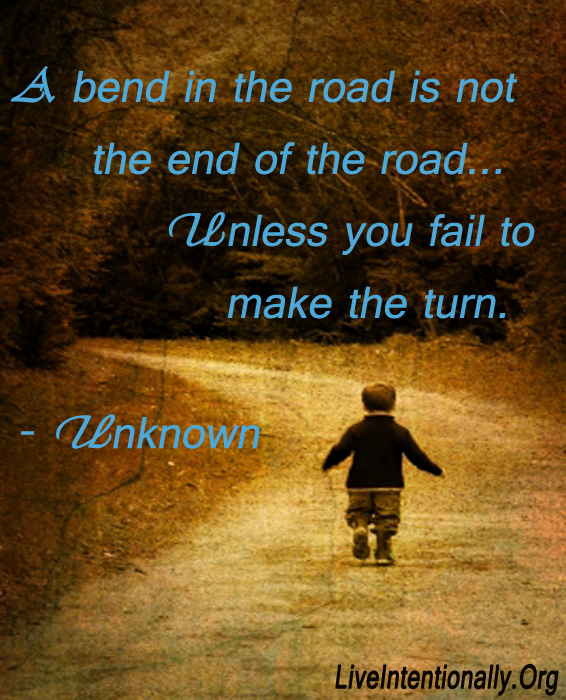 A bend in the road is not
the end of the road...
Unless you fail to
make the turn.
- Unknown
LiveIntentionally.Org